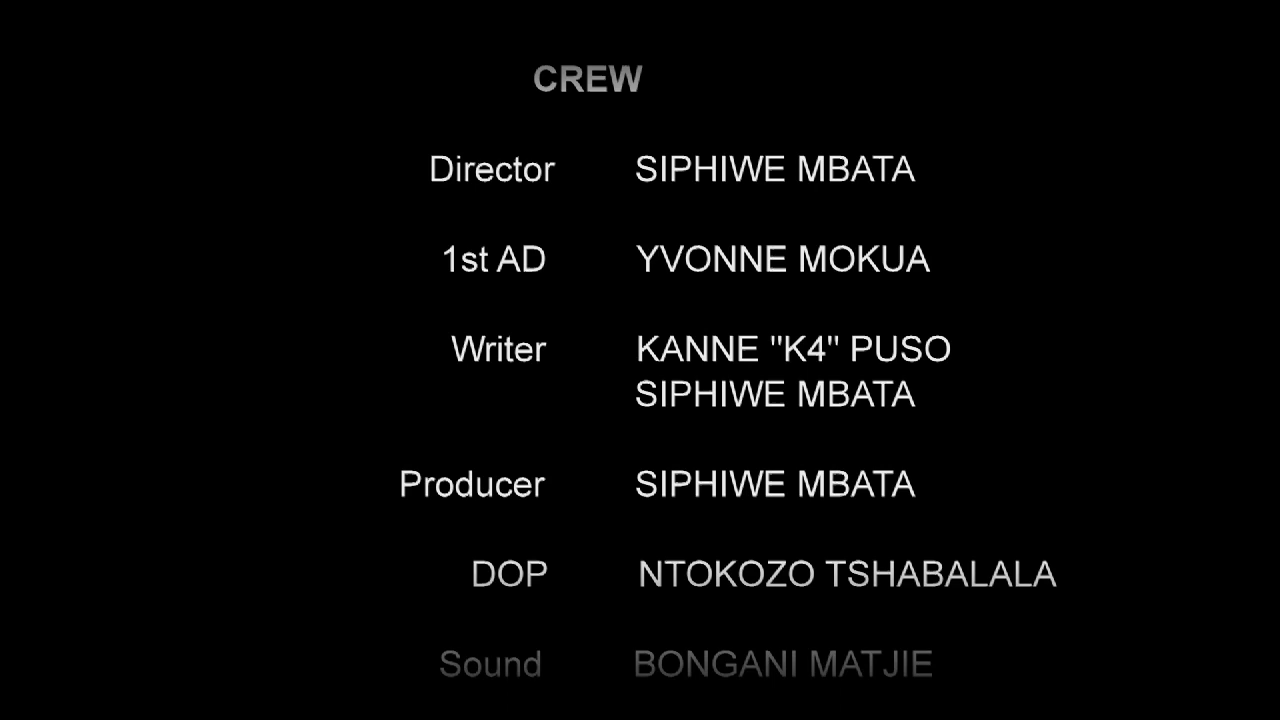 CREW
Director SIPHIWE MBATA
1st AD YVONNE MOKUA
Writer KANNE "K4" PUSO
SIPHIWE MBATA
Producer SIPHIWE MBATA
DOP NTOKOZO TSHABALALA
Sound BONGANI MATJIE